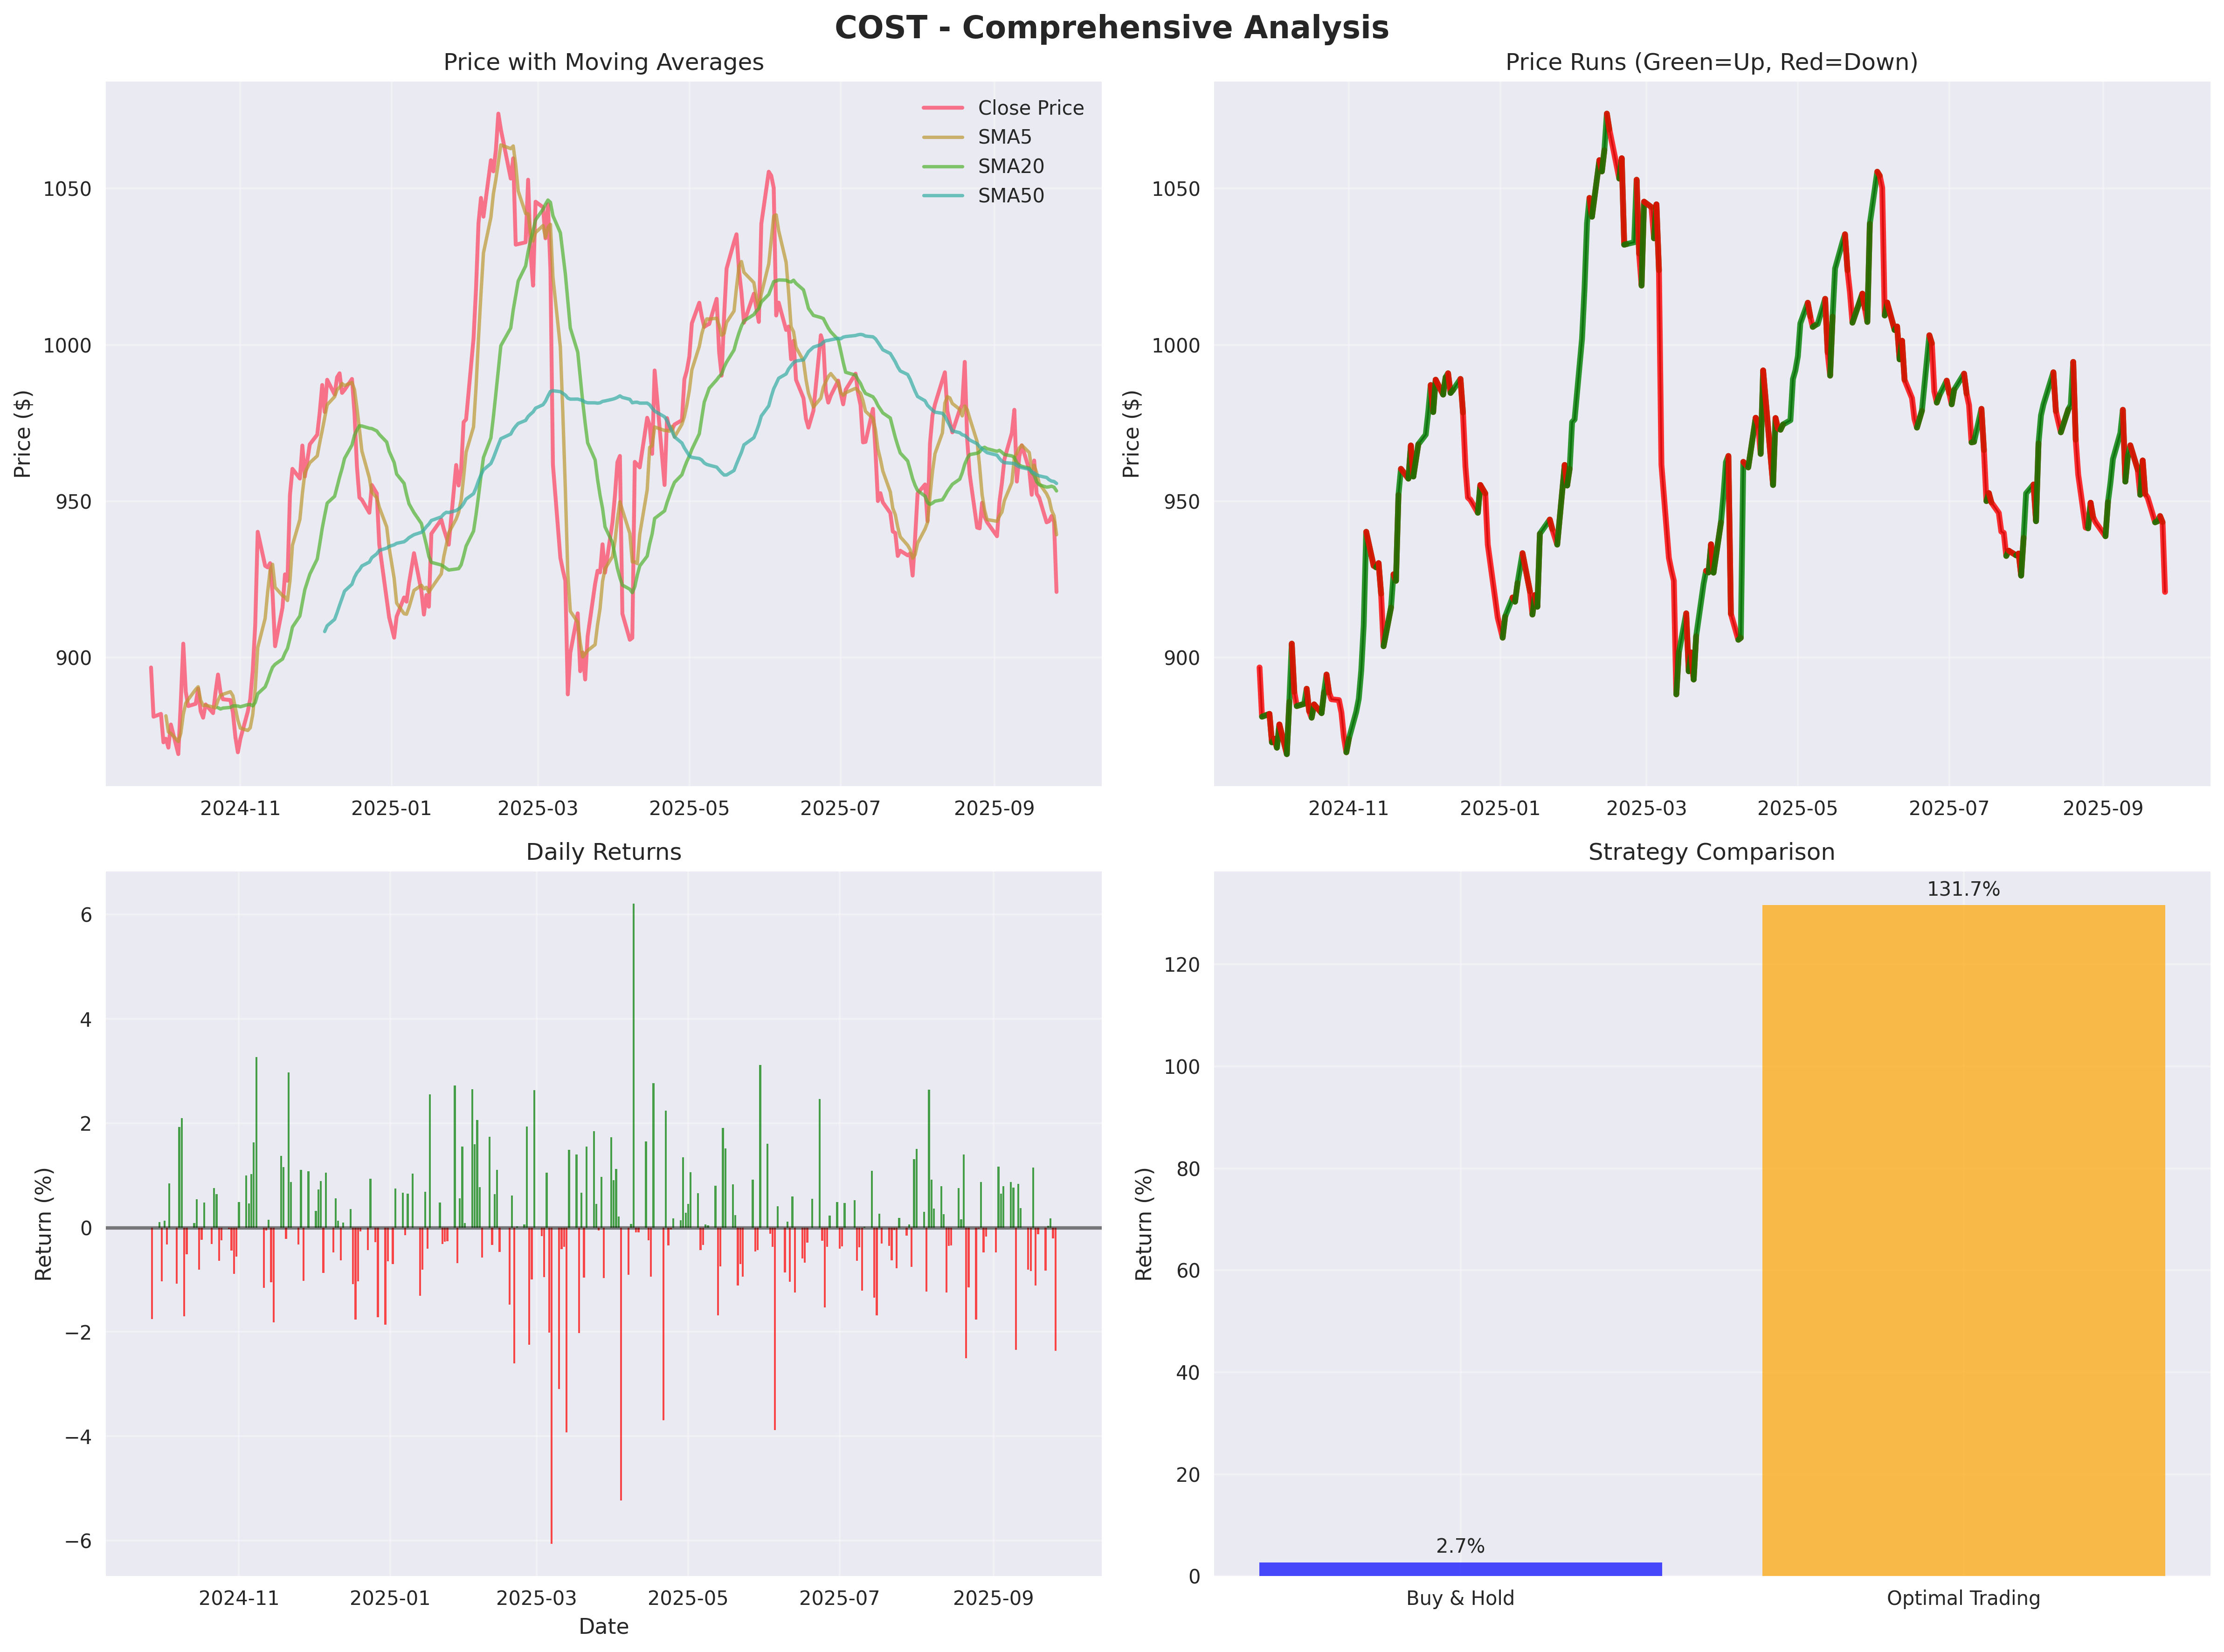 COST - Comprehensive Analysis
Price with Moving Averages
Price ($)
1050
1000
950
900
Close Price
SMA5
SMA20
SMA50
2024-11 2025-01 2025-03 2025-05 2025-07 2025-09
Price Runs (Green=Up, Red=Down)
Price ($)
1050
1000
950
900
2024-11 2025-01 2025-03 2025-05 2025-07 2025-09
Daily Returns
Return (%)
6
4
2
0
−2
−4
−6
2024-11 2025-01 2025-03 2025-05 2025-07 2025-09
Date
Strategy Comparison
Return (%)
120
100
80
60
40
20
0
131.7%
2.7%
Buy & Hold Optimal Trading